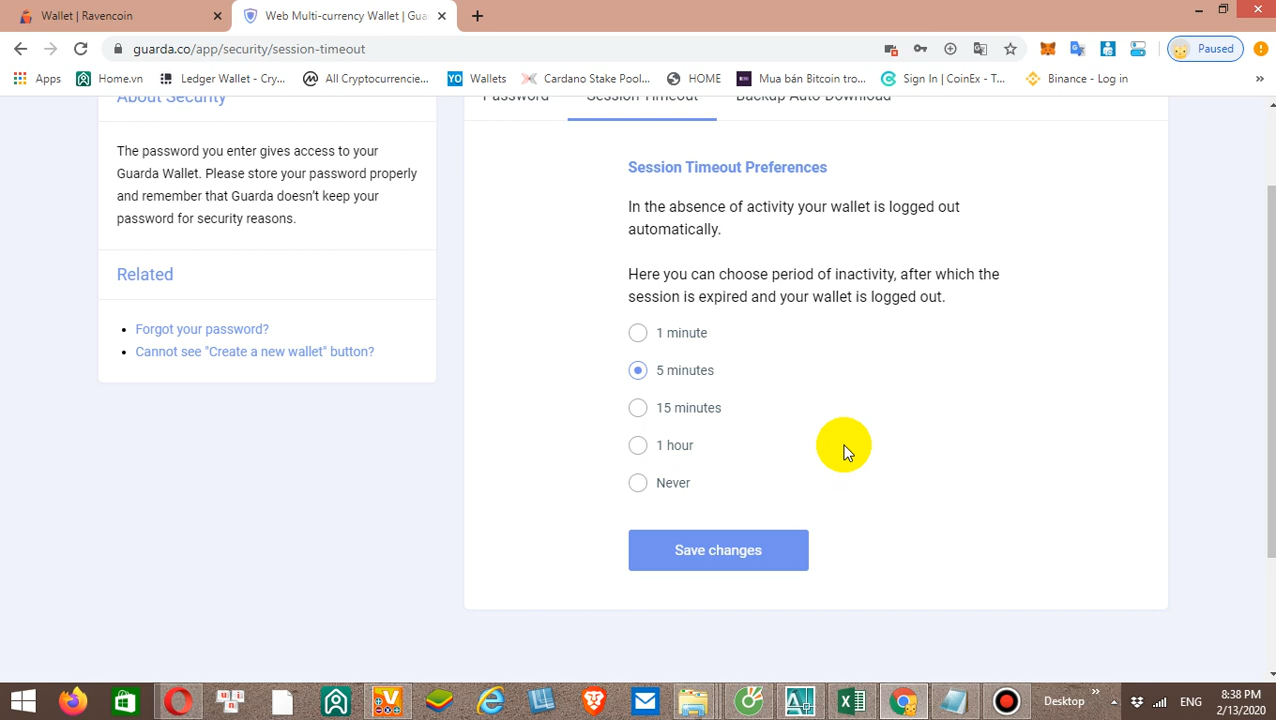 Wallet | Ravencoin
Web Multi-currency Wallet | Gua
guarda.co/app/security/session-timeout
Paused
Apps
Home.vn
Ledger Wallet - Cry...
All Cryptocurrencie...
YO Wallets
Cardano Stake Pool...
HOME
Mua bán Bitcoin tro...
Sign In | CoinEx - T...
Binance - Log in
»
About Security
The password you enter gives access to your
Guarda Wallet. Please store your password properly
and remember that Guarda doesn't keep your
password for security reasons.
Related
Forgot your password?
Cannot see "Create a new wallet" button?
Password
Session Timeout
Backup Auto Download
Session Timeout Preferences
In the absence of activity your wallet is logged out
automatically.
Here you can choose period of inactivity, after which the
session is expired and your wallet is logged out.
1 minute
5 minutes
15 minutes
1 hour
Never
Save changes
Desktop
»
ENG
8:38 PM
2/13/2020